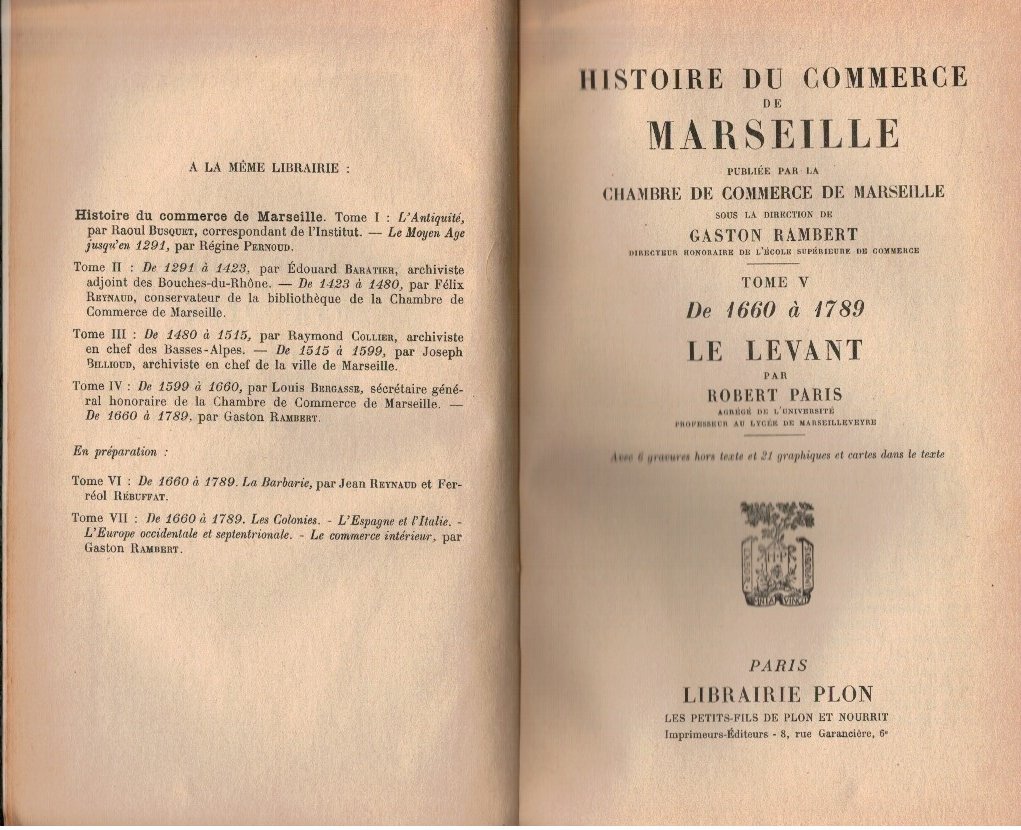 A LA MÊME LIBRAIRIE :
Histoire du commerce de Marseille. Tome I : L'Antiquité,
par Raoul BUSQUET, correspondant de l'Institut. — Le Moyen Age
jusqu'en 1291, par Régine PERNOUD.
Tome II : De 1291 à 1423, par Édouard BARATIER, archiviste
adjoint des Bouches-du-Rhône. — De 1423 à 1480, par Félix
REYNAUD, conservateur de la bibliothèque de la Chambre de
Commerce de Marseille.
Tome III : De 1480 à 1515, par Raymond COLLIER, archiviste
en chef des Basses-Alpes. — De 1515 à 1599, par Joseph
BILLIOUD, archiviste en chef de la ville de Marseille.
Tome IV : De 1599 à 1660, par Louis BERGASSE, sécrétaire géné-
ral honoraire de la Chambre de Commerce de Marseille. —
De 1660 à 1789, par Gaston RAMBERT.
En préparation :
Tome VI : De 1660 à 1789. La Barbarie, par Jean REYNAUD et Fer-
réol RÉBUFFAT.
Tome VII : De 1660 à 1789. Les Colonies. - L'Espagne et l'Italie. -
L'Europe occidentale et septentrionale. - Le commerce intérieur, par
Gaston RAMBERT.
HISTOIRE DU COMMERCE
DE
MARSEILLE
PUBLIÉE PAR LA
CHAMBRE DE COMMERCE DE MARSEILLE
SOUS LA DIRECTION DE
GASTON RAMBERT
DIRECTEUR HONORAIRE DE L'ÉCOLE SUPÉRIEURE DE COMMERCE
TOME V
De 1660 à 1789
LE LEVANT
PAR
ROBERT PARIS
AGRÉGÉ DE L'UNIVERSITÉ
PROFESSEUR AU LYCÉE DE MARSEILLEVEYRE
Avec 6 gravures hors texte et 21 graphiques et cartes dans le texte
PARIS
LIBRAIRIE PLON
LES PETITS-FILS DE PLON ET NOURRIT
Imprimeurs-Éditeurs - 8, rue Garancière, 6e